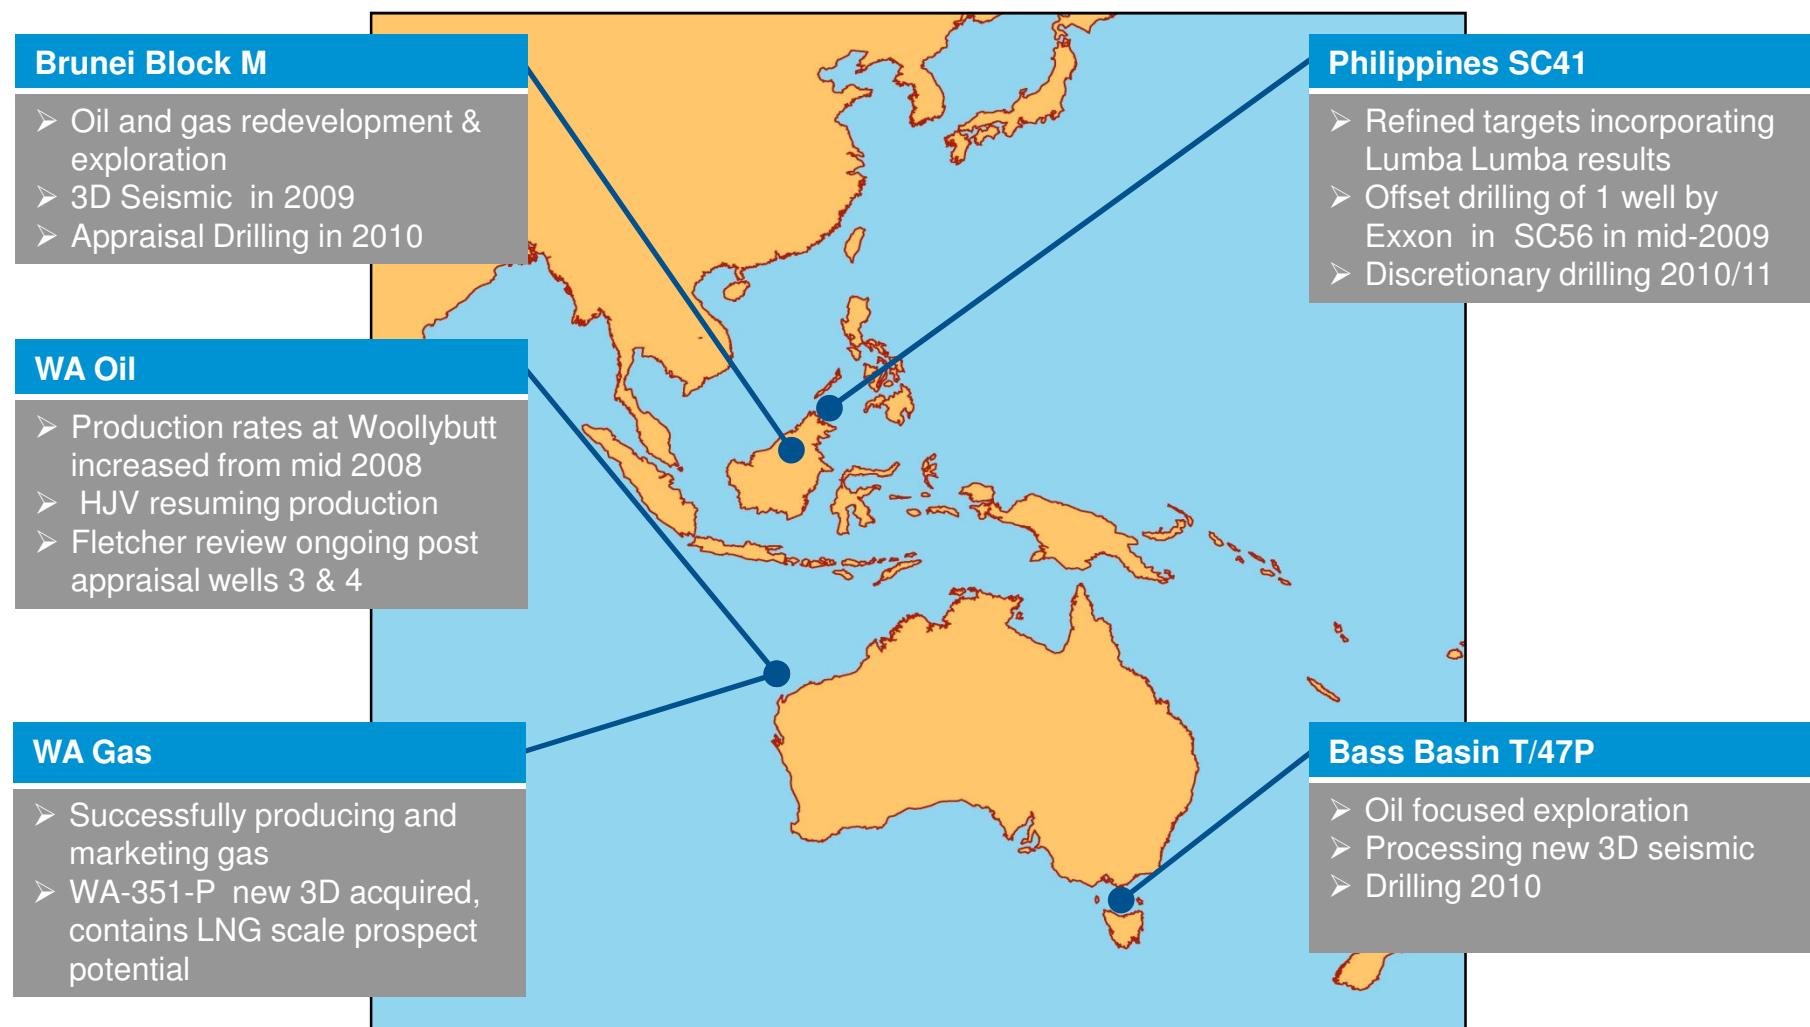 Brunei Block M
➢ Oil and gas redevelopment &
exploration
➢ 3D Seismic in 2009
➢ Appraisal Drilling in 2010
Philippines SC41
➢ Refined targets incorporating
Lumba Lumba results
➢ Offset drilling of 1 well by
Exxon in SC56 in mid-2009
➢ Discretionary drilling 2010/11
WA Oil
➢ Production rates at Woollybutt
increased from mid 2008
➢ HJV resuming production
➢ Fletcher review ongoing post
appraisal wells 3 & 4
WA Gas
➢ Successfully producing and
marketing gas
➢ WA-351-P new 3D acquired,
contains LNG scale prospect
potential
Bass Basin T/47P
➢ Oil focused exploration
➢ Processing new 3D seismic
➢ Drilling 2010